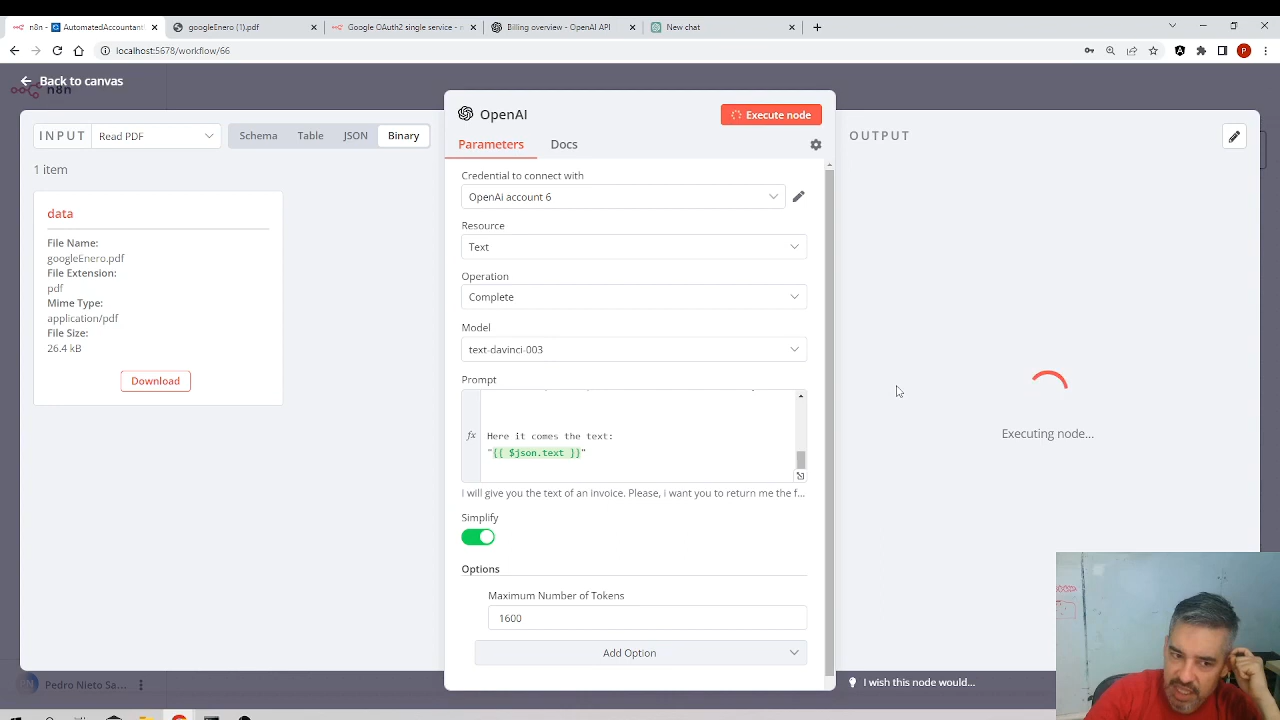 n8n - AutomatedAccountant
googleEnero (1).pdf
Google OAuth2 single service - n
Billing overview - OpenAI API
New chat
localhost:5678/workflow/66
Back to canvas
n8n
INPUT
Read PDF
Schema
Table
JSON
Binary
1 item
data
File Name:
googleEnero.pdf
File Extension:
pdf
Mime Type:
application/pdf
File Size:
26.4 kB
Download
OpenAI
Execute node
Parameters
Docs
Credential to connect with
OpenAi account 6
Resource
Text
Operation
Complete
Model
text-davinci-003
Prompt
fx
Here it comes the text:
"{{ $json.text }}"
I will give you the text of an invoice. Please, i want you to return me the f...
Simplify
Options
Maximum Number of Tokens
1600
Add Option
OUTPUT
Executing node...
Pedro Nieto Sa...
I wish this node would...